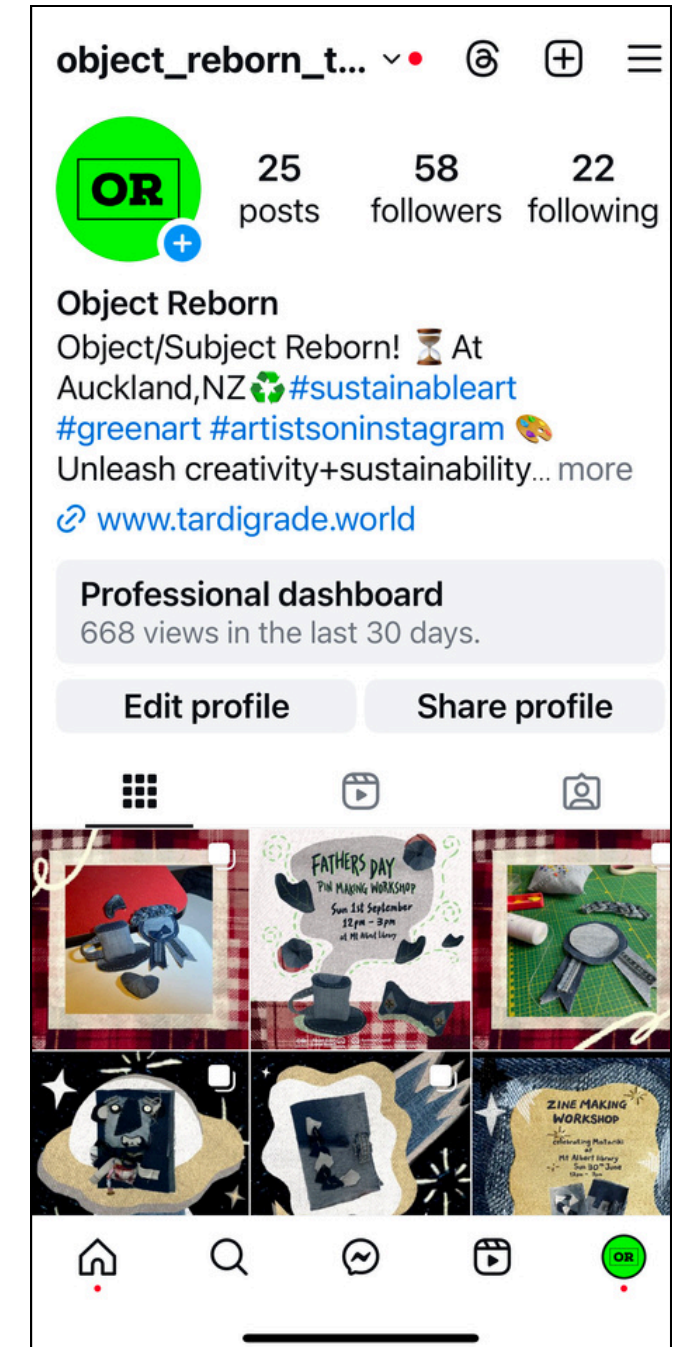 object_reborn_t...
OR
25
posts
58
followers
22
following
Object Reborn
Object/Subject Reborn! ⏳ At
Auckland,NZ♻️#sustainableart
#greenart #artistsoninstagram 🎨
Unleash creativity+sustainability... more
www.tardigrade.world
Professional dashboard
668 views in the last 30 days.
Edit profile
Share profile
FATHERS DAY
PIN MAKING WORKSHOP
Sun 1st September
12pm - 3pm
at Mt Albert library
ZINE MAKING
WORKSHOP
celebrating Matariki
at
Mt Albert library
Sun 30th June
OR